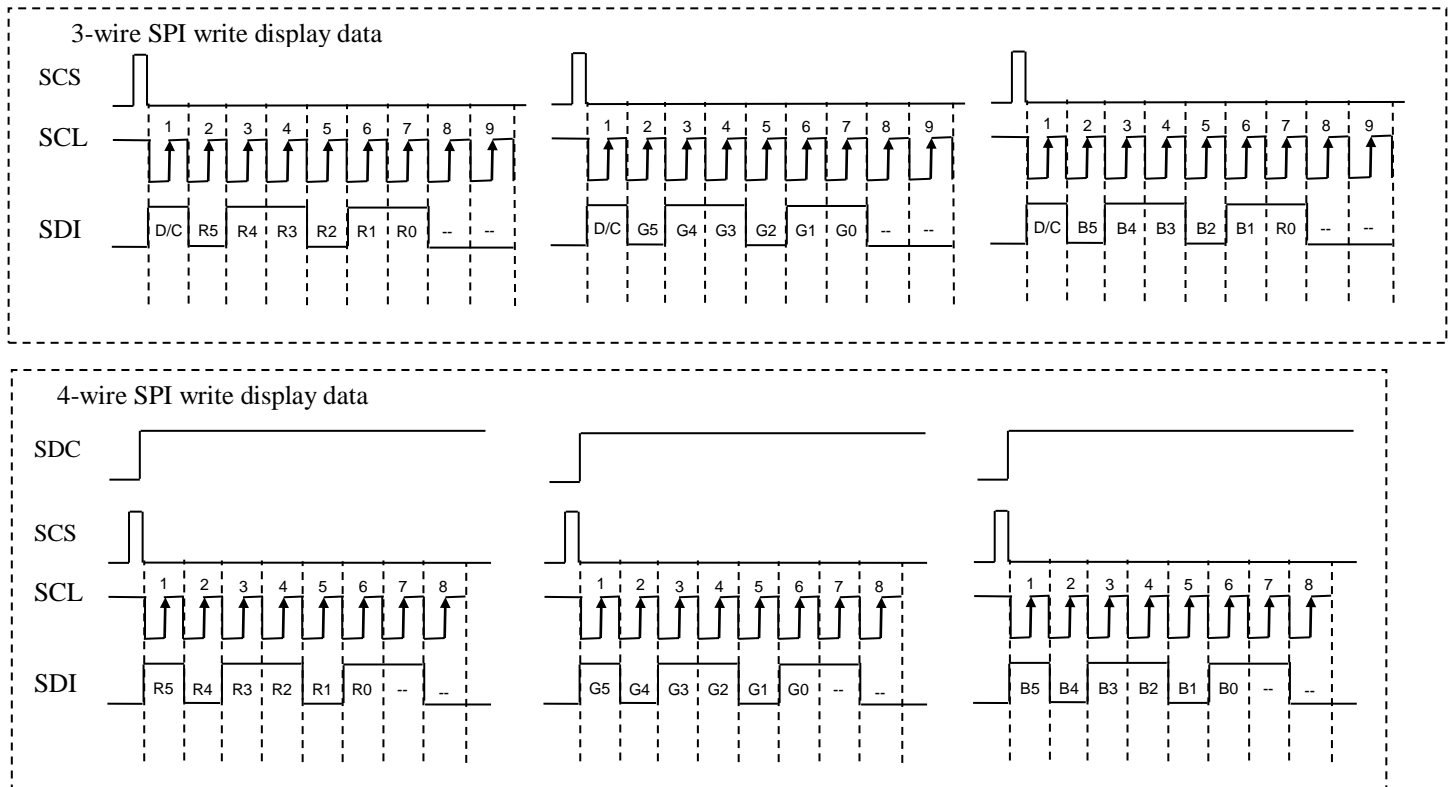 3-wire SPI write display data
SCS
SCL 1 2 3 4 5 6 7 8 9 1 2 3 4 5 6 7 8 9 1 2 3 4 5 6 7 8 9
SDI D/C R5 R4 R3 R2 R1 R0 -- -- D/C G5 G4 G3 G2 G1 G0 -- -- D/C B5 B4 B3 B2 B1 R0 -- --
4-wire SPI write display data
SDC
SCS
SCL 1 2 3 4 5 6 7 8 1 2 3 4 5 6 7 8 1 2 3 4 5 6 7 8
SDI R5 R4 R3 R2 R1 R0 -- -- G5 G4 G3 G2 G1 G0 -- -- B5 B4 B3 B2 B1 B0 -- --